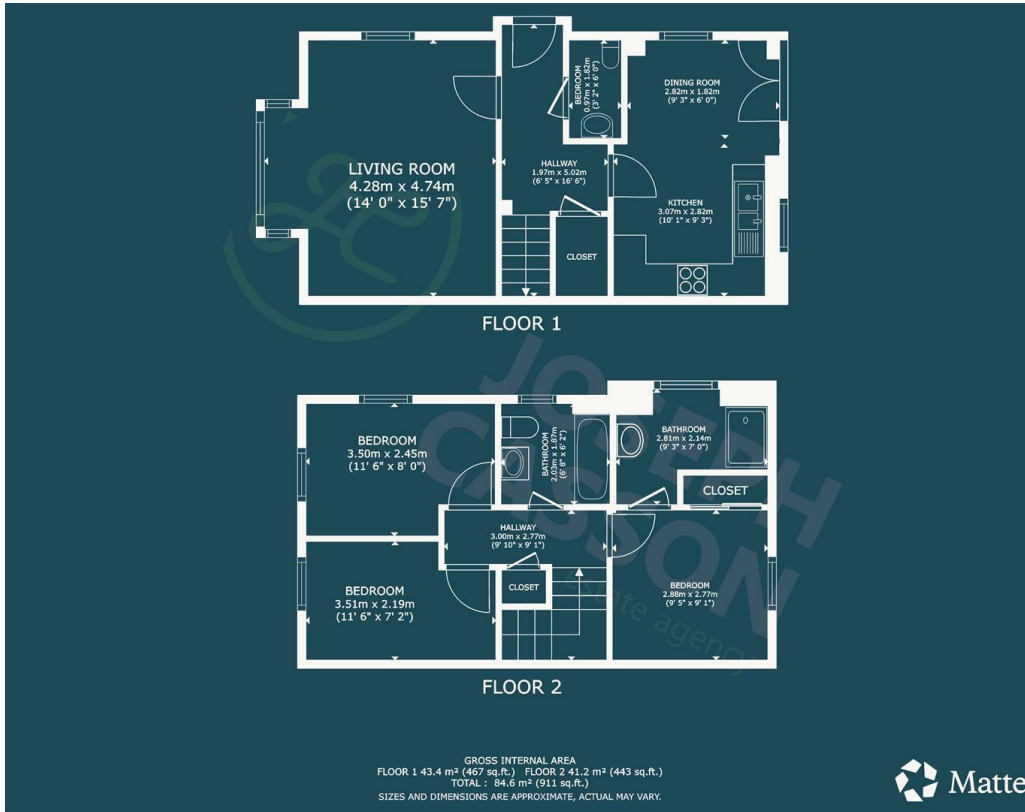 BEDROOM
0.97m x 1.82m
(3' 2" x 6' 0")
DINING ROOM
2.82m x 1.82m
(9' 3" x 6' 0")
LIVING ROOM
4.28m x 4.74m
(14' 0" x 15' 7")
HALLWAY
1.97m x 5.02m
(6' 5" x 16' 6")
KITCHEN
3.07m x 2.82m
(10' 1" x 9' 3")
CLOSET
FLOOR 1
JOSEPH
CASSON
estate agency
BEDROOM
3.50m x 2.45m
(11' 6" x 8' 0")
BATHROOM
2.03m x 1.87m
(6' 8" x 6' 2")
BATHROOM
2.81m x 2.14m
(9' 3" x 7' 0")
CLOSET
HALLWAY
3.00m x 2.77m
(9' 10" x 9' 1")
CLOSET
BEDROOM
3.51m x 2.19m
(11' 6" x 7' 2")
BEDROOM
2.88m x 2.77m
(9' 5" x 9' 1")
FLOOR 2
GROSS INTERNAL AREA
FLOOR 1 43.4 m² (467 sq.ft.) FLOOR 2 41.2 m² (443 sq.ft.)
TOTAL : 84.6 m² (911 sq.ft.)
SIZES AND DIMENSIONS ARE APPROXIMATE, ACTUAL MAY VARY.
Matte